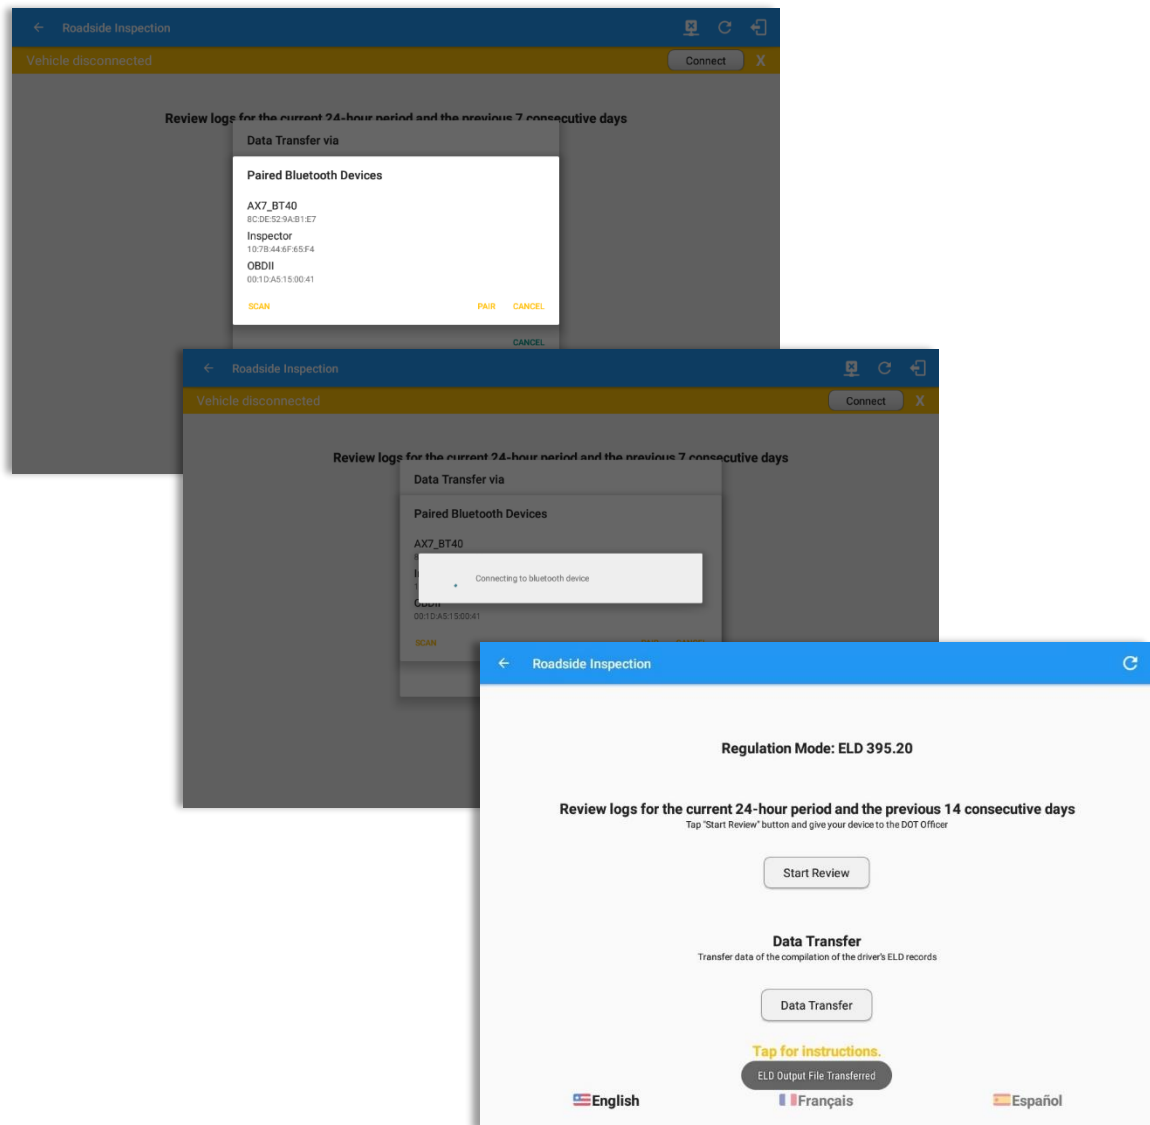 Roadside Inspection
Vehicle disconnected
Connect X
Review logs for the current 24-hour period and the previous 7 consecutive days
Data Transfer via
Paired Bluetooth Devices
AX7_BT40
8C:DE:52:9A:B1:E7
Inspector
10:7B:44:6F:65:F4
OBDII
00:1D:A5:15:00:41
SCAN PAIR CANCEL
CANCEL
Roadside Inspection
Vehicle disconnected
Connect X
Review logs for the current 24-hour period and the previous 7 consecutive days
Data Transfer via
Paired Bluetooth Devices
AX7_BT40
Connecting to bluetooth device
OBDII
00:1D:A5:15:00:41
SCAN
Roadside Inspection
Regulation Mode: ELD 395.20
Review logs for the current 24-hour period and the previous 14 consecutive days
Tap "Start Review" button and give your device to the DOT Officer
Start Review
Data Transfer
Transfer data of the compilation of the driver's ELD records
Data Transfer
Tap for instructions.
ELD Output File Transferred
English Français Español